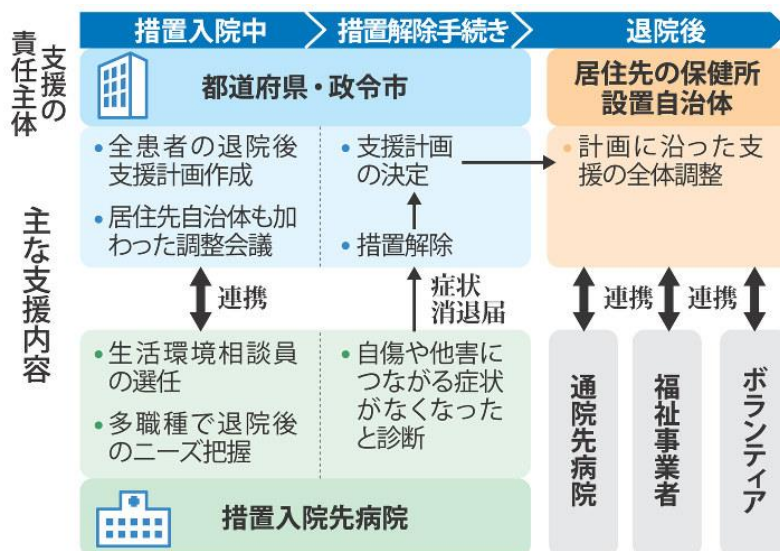 支援の
責任主体
措置入院中
措置解除手続き
退院後
都道府県・政令市
居住先の保健所
設置自治体
主な支援内容
•全患者の退院後
支援計画作成
•居住先自治体も加
わった調整会議
•支援計画
の決定
•措置解除
•計画に沿った支
援の全体調整
連携
症状
消退届
連携
連携
•生活環境相談員
の選任
•多職種で退院後
のニーズ把握
•自傷や他害に
つながる症状
がなくなった
と診断
措置入院先病院
通院先病院
福祉事業者
ボランティア